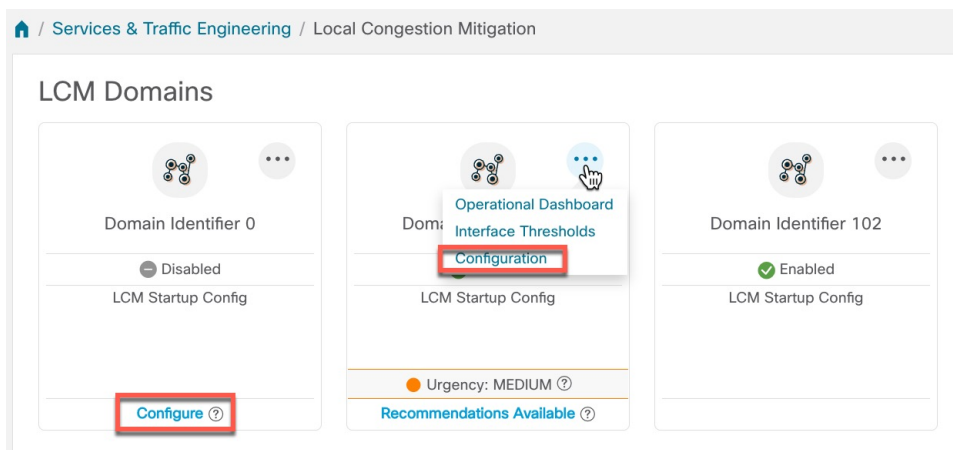 / Services & Traffic Engineering / Local Congestion Mitigation
LCM Domains
Domain Identifier 0
Disabled
LCM Startup Config
Configure ?
Operational Dashboard
Interface Thresholds
Configuration
LCM Startup Config
Urgency: MEDIUM ?
Recommendations Available ?
Domain Identifier 102
Enabled
LCM Startup Config